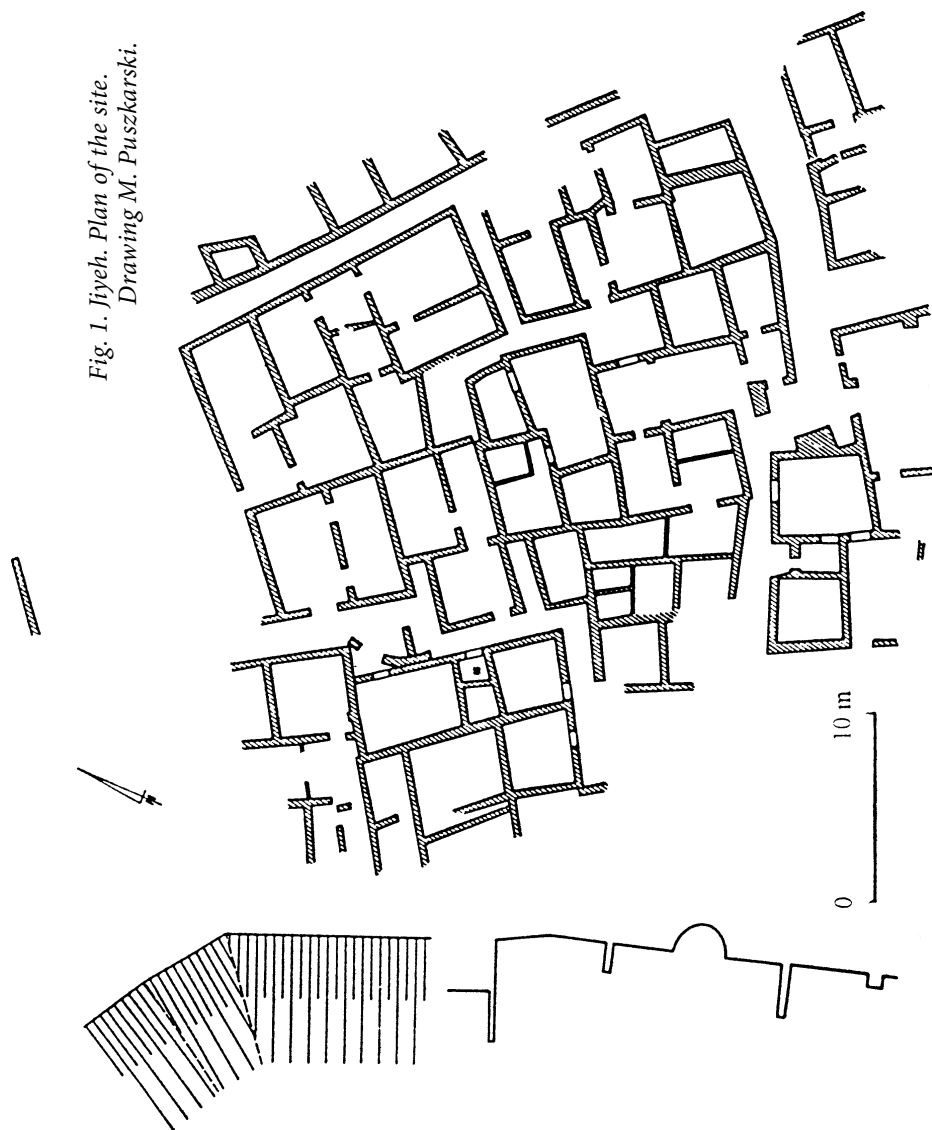 Fig. 1. Jiyeh. Plan of the site.
Drawing M. Puszkarski.
0 10 m